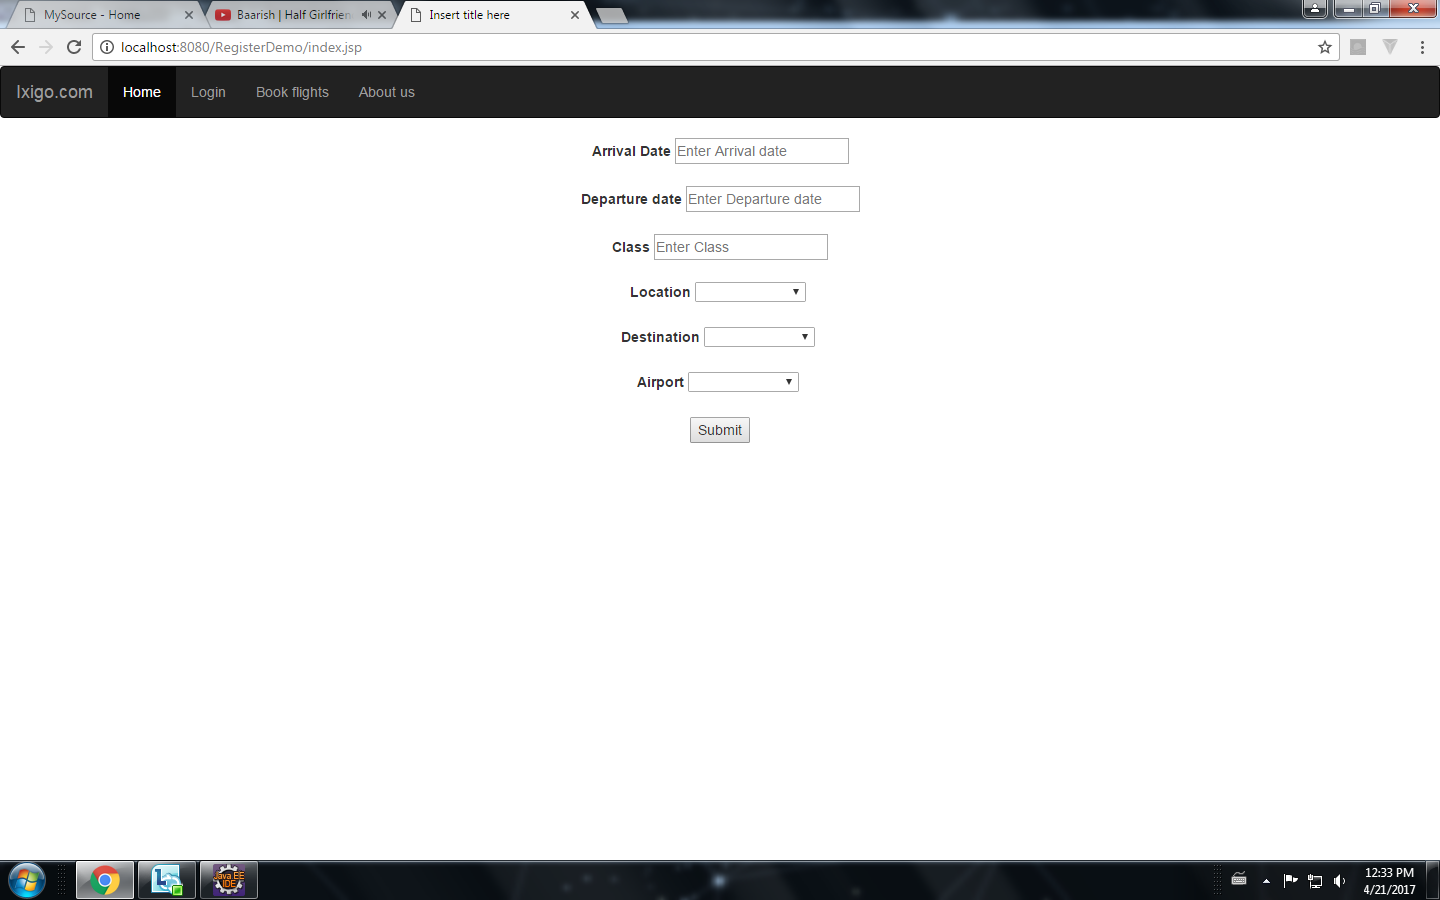 MySource - Home
Baarish | Half Girlfrien
Insert title here
localhost:8080/RegisterDemo/index.jsp
Ixigo.com Home Login Book flights About us
Arrival Date Enter Arrival date
Departure date Enter Departure date
Class Enter Class
Location
Destination
Airport
Submit
Java EE
IDE
12:33 PM
4/21/2017